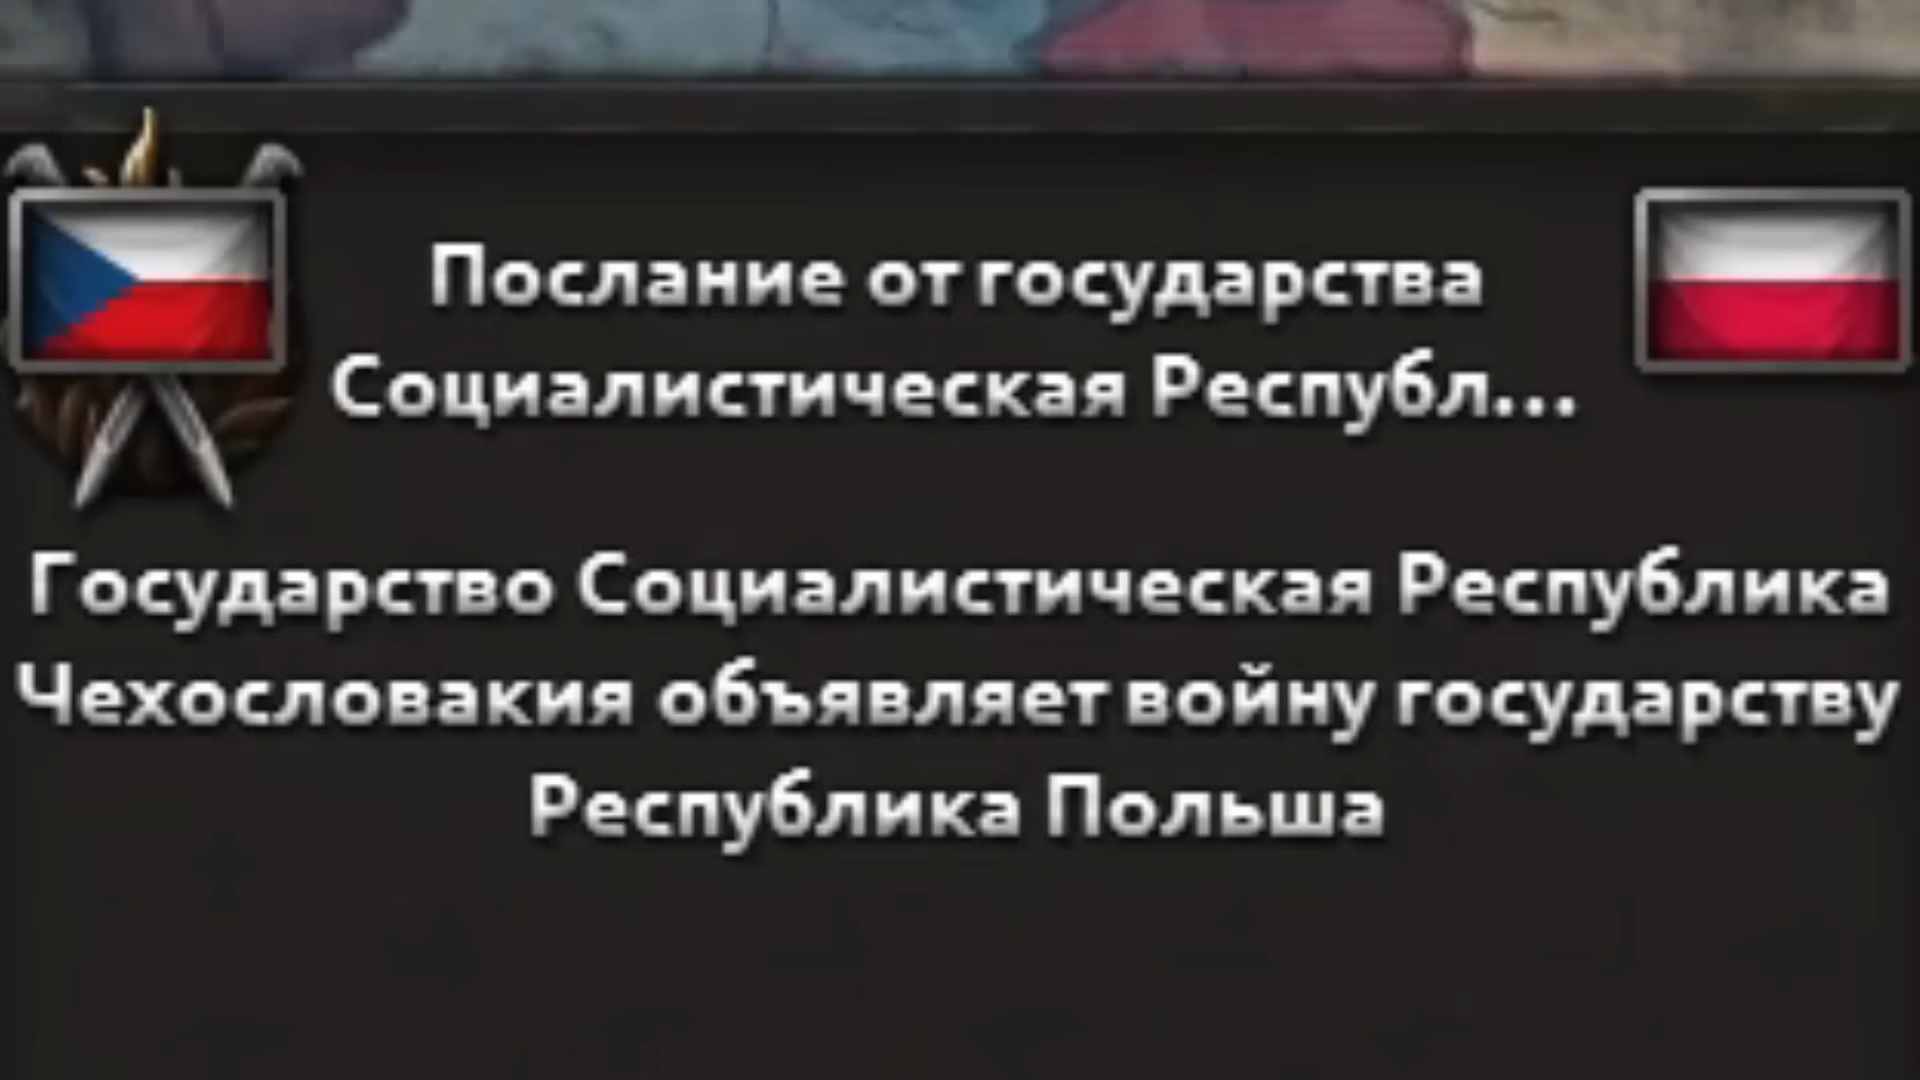 Послание от государства
Социалистическая Республ...
Государство Социалистическая Республика
Чехословакия объявляет войну государству
Республика Польша